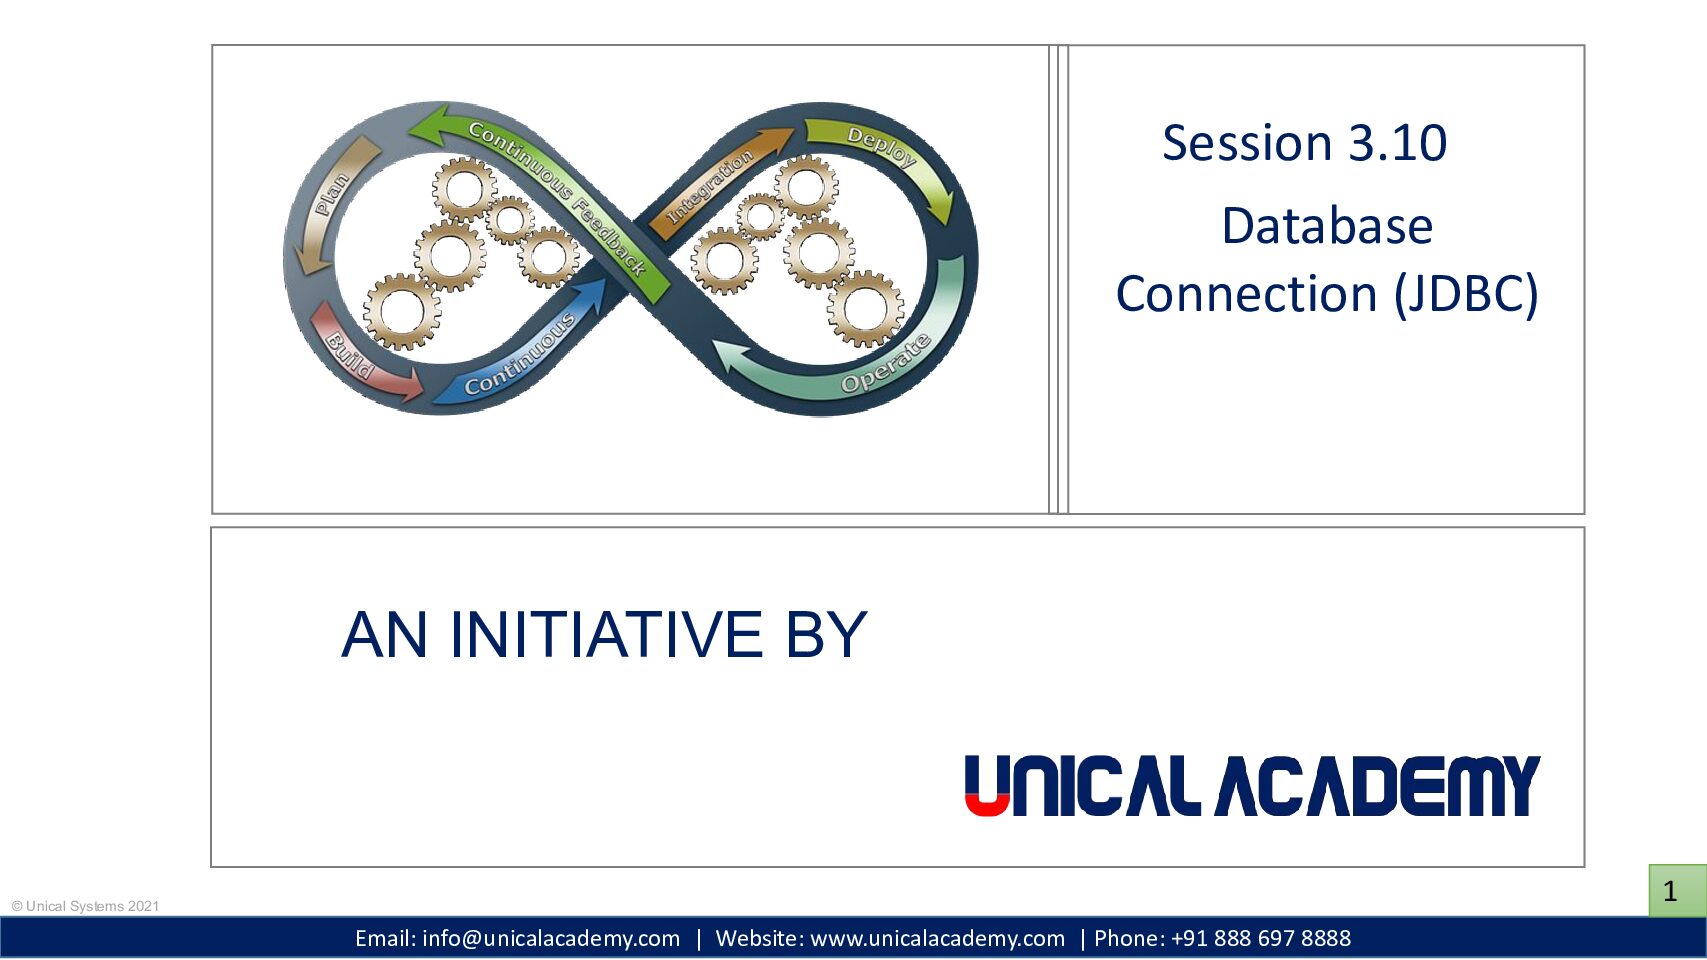 Plan
Build
Continuous
Continuous Feedback
Integration
Deploy
Operate
Session 3.10
Database
Connection (JDBC)
AN INITIATIVE BY
UNICAL ACADEMY
1
© Unical Systems 2021
Email: info@unicalacademy.com | Website: www.unicalacademy.com | Phone: +91 888 697 8888